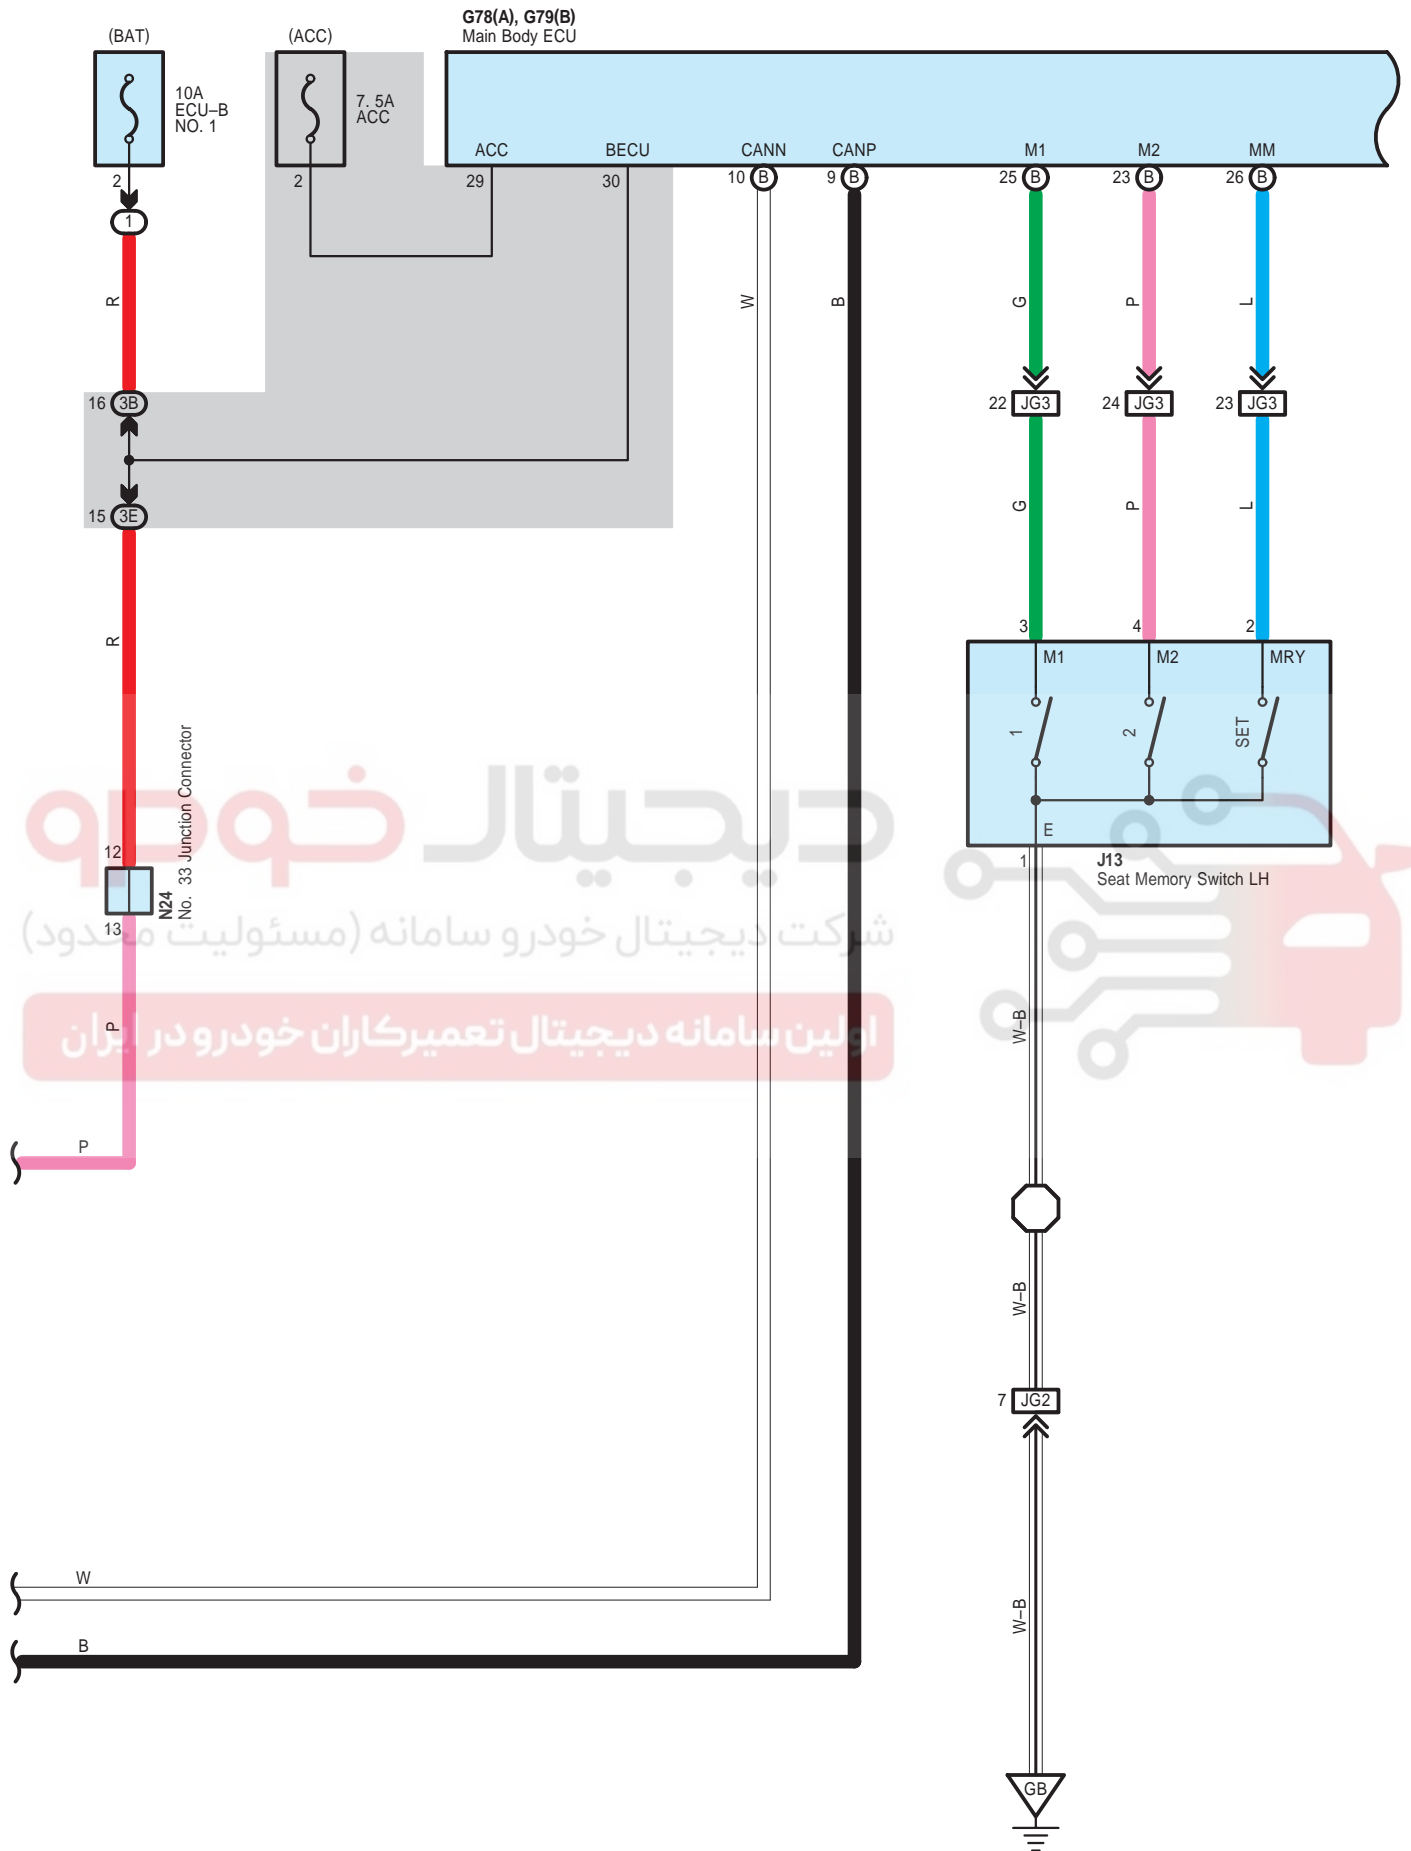 G78(A), G79(B)
Main Body ECU
(BAT)
(ACC)
10A
ECU–B
NO. 1
7. 5A
ACC
ACC
BECU
CANN
CANP
M1
M2
MM
2
2
29
30
10 B
9 B
25 B
23 B
26 B
1
R
W
B
G
P
L
16 3B
22 JG3
24 JG3
23 JG3
15 3E
G
P
L
R
3
4
2
M1
M2
MRY
1
2
SET
E
1
J13
Seat Memory Switch LH
12
N24
No. 33 Junction Connector
13
دیجیتال خودرو
شرکت دیجیتال خودرو سامانه (مسئولیت محدود)
اولین سامانه دیجیتال تعمیرکاران خودرو در ایران
P
W–B
P
W–B
7 JG2
W
W–B
B
GB